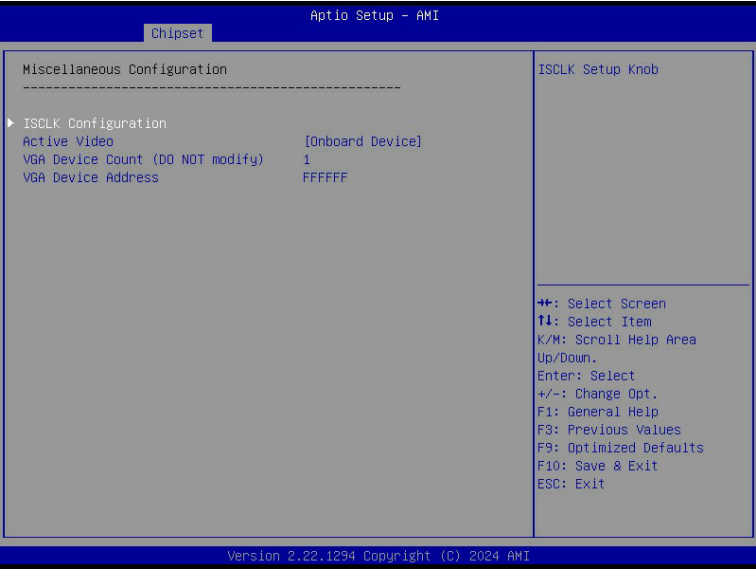 Aptio Setup – AMI
Chipset
Miscellaneous Configuration
--------------------------------------------------
ISCLK Configuration
Active Video [Onboard Device]
VGA Device Count (DO NOT modify) 1
VGA Device Address FFFFFF
ISCLK Setup Knob
→←: Select Screen
↑↓: Select Item
K/M: Scroll Help Area
Up/Down.
Enter: Select
+/-: Change Opt.
F1: General Help
F3: Previous Values
F9: Optimized Defaults
F10: Save & Exit
ESC: Exit
Version 2.22.1294 Copyright (C) 2024 AMI